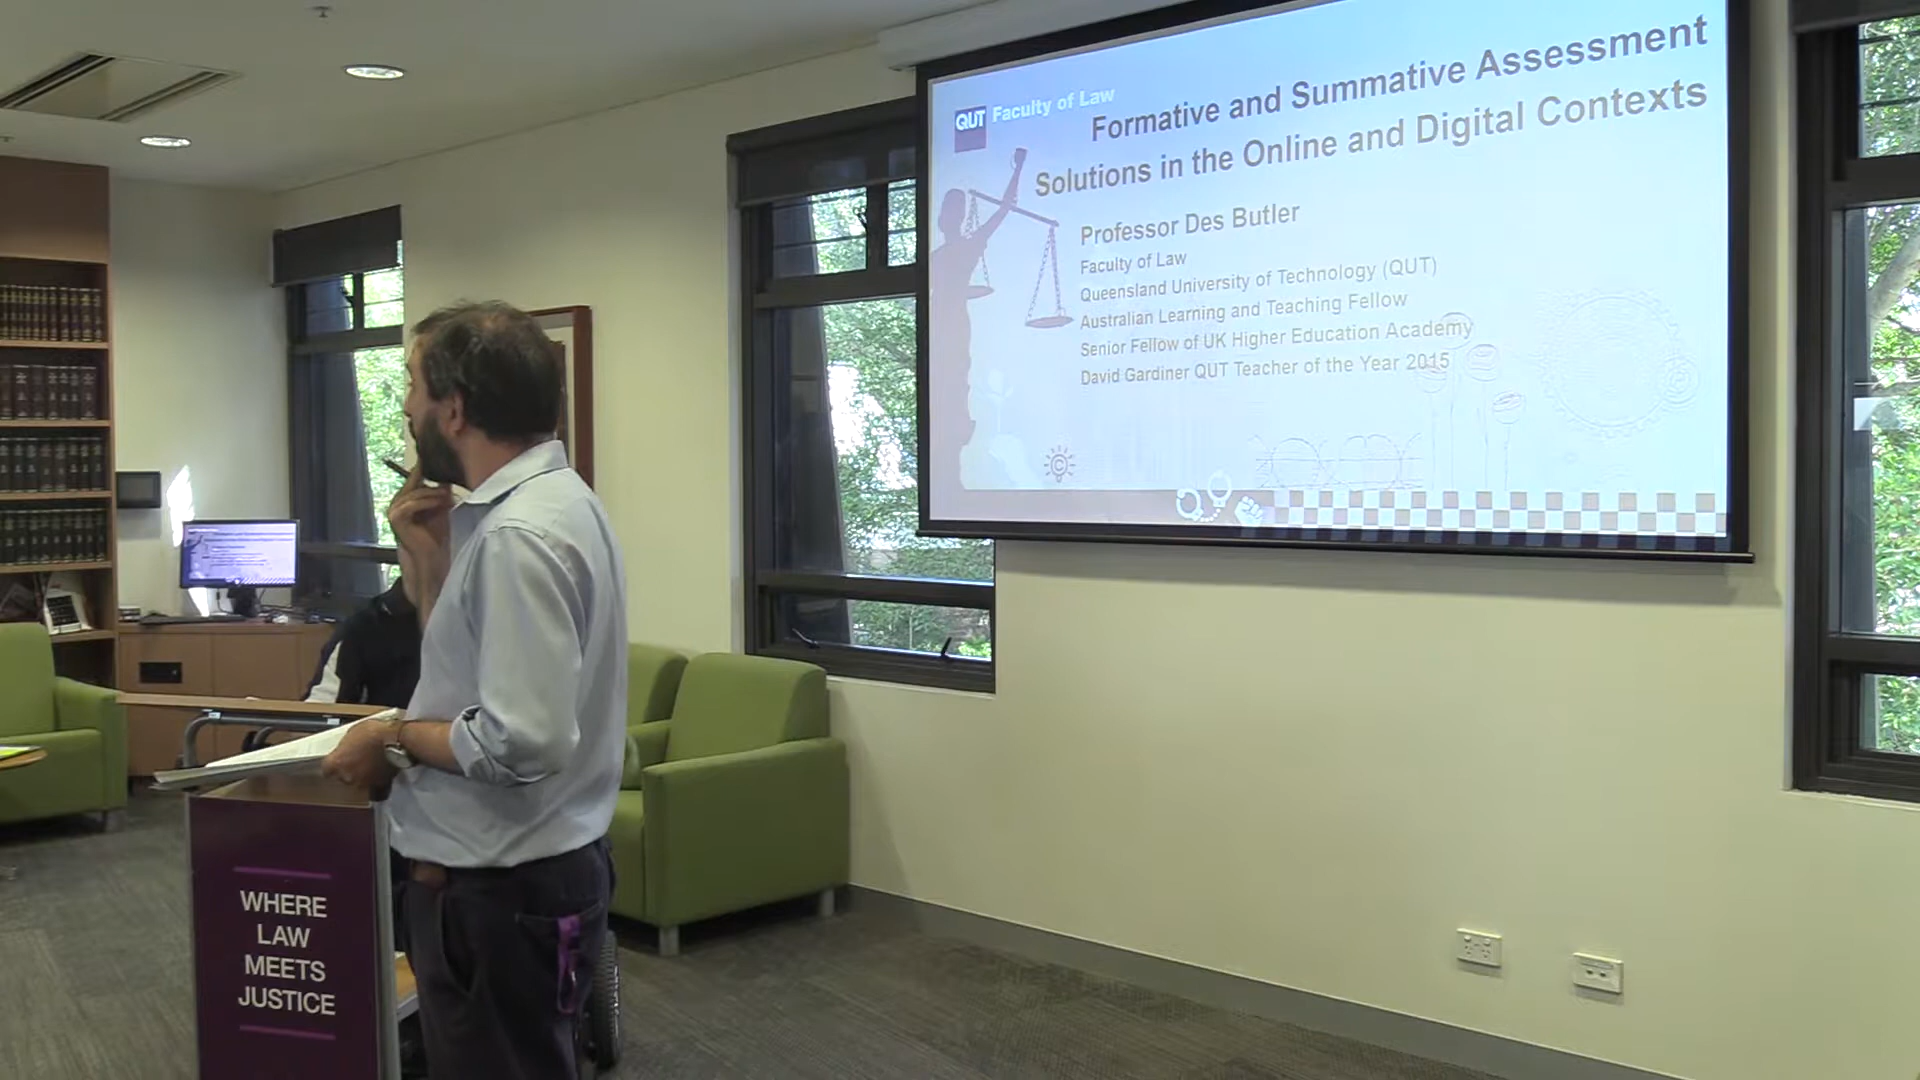 QUT Faculty of Law
Formative and Summative Assessment
Solutions in the Online and Digital Contexts
Professor Des Butler
Faculty of Law
Queensland University of Technology (QUT)
Australian Learning and Teaching Fellow
Senior Fellow of UK Higher Education Academy
David Gardiner QUT Teacher of the Year 2015
©
WHERE
LAW
MEETS
JUSTICE